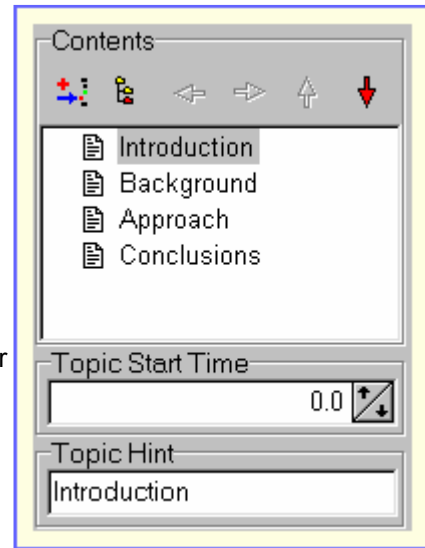 Contents
Introduction
Background
Approach
Conclusions
r
Topic Start Time
0.0
Topic Hint
Introduction